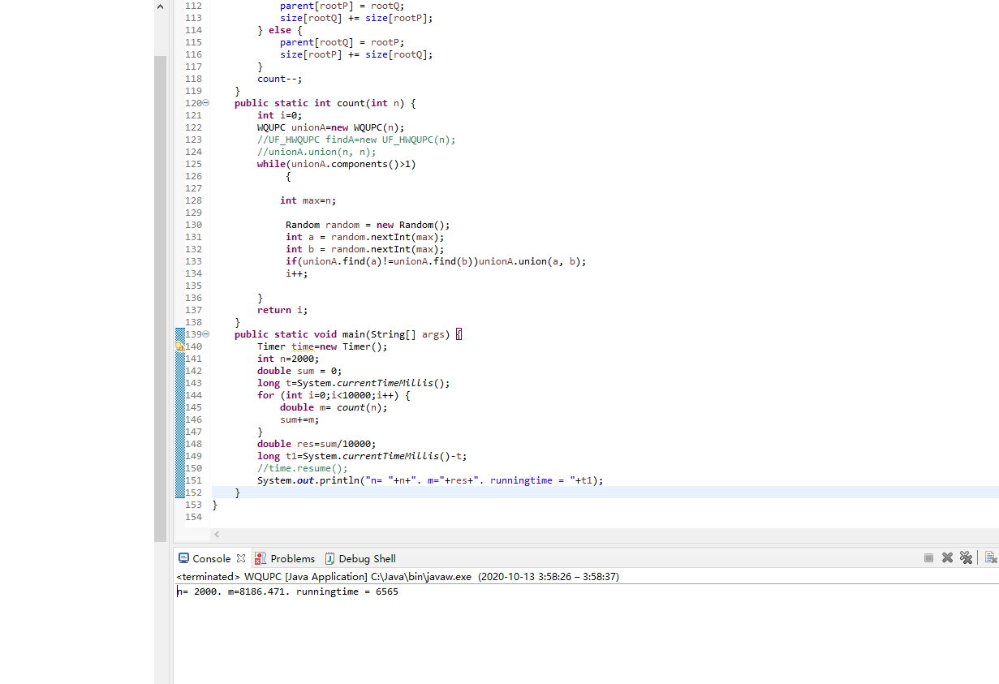 112 parent[rootP] = rootQ;
113 size[rootQ] += size[rootP];
114 } else {
115 parent[rootQ] = rootP;
116 size[rootP] += size[rootQ];
117 }
118 count--;
119 }
120 public static int count(int n) {
121 int i=0;
122 WQUPC unionA=new WQUPC(n);
123 //UF_HWQUPC findA=new UF_HWQUPC(n);
124 //unionA.union(n, n);
125 while(unionA.components()>1)
126 {
127
128 int max=n;
129
130 Random random = new Random();
131 int a = random.nextInt(max);
132 int b = random.nextInt(max);
133 if(unionA.find(a)!=unionA.find(b))unionA.union(a, b);
134 i++;
135
136 }
137 return i;
138 }
139 public static void main(String[] args) {
140 Timer time=new Timer();
141 int n=2000;
142 double sum = 0;
143 long t=System.currentTimeMillis();
144 for (int i=0;i<10000;i++) {
145 double m= count(n);
146 sum+=m;
147 }
148 double res=sum/10000;
149 long t1=System.currentTimeMillis()-t;
150 //time.resume();
151 System.out.println("n= "+n+". m="+res+". runningtime = "+t1);
152 }
153 }
154
Console Problems Debug Shell
<terminated> WQUPC [Java Application] C:\Java\bin\javaw.exe (2020-10-13 3:58:26 – 3:58:37)
n= 2000. m=8186.471. runningtime = 6565